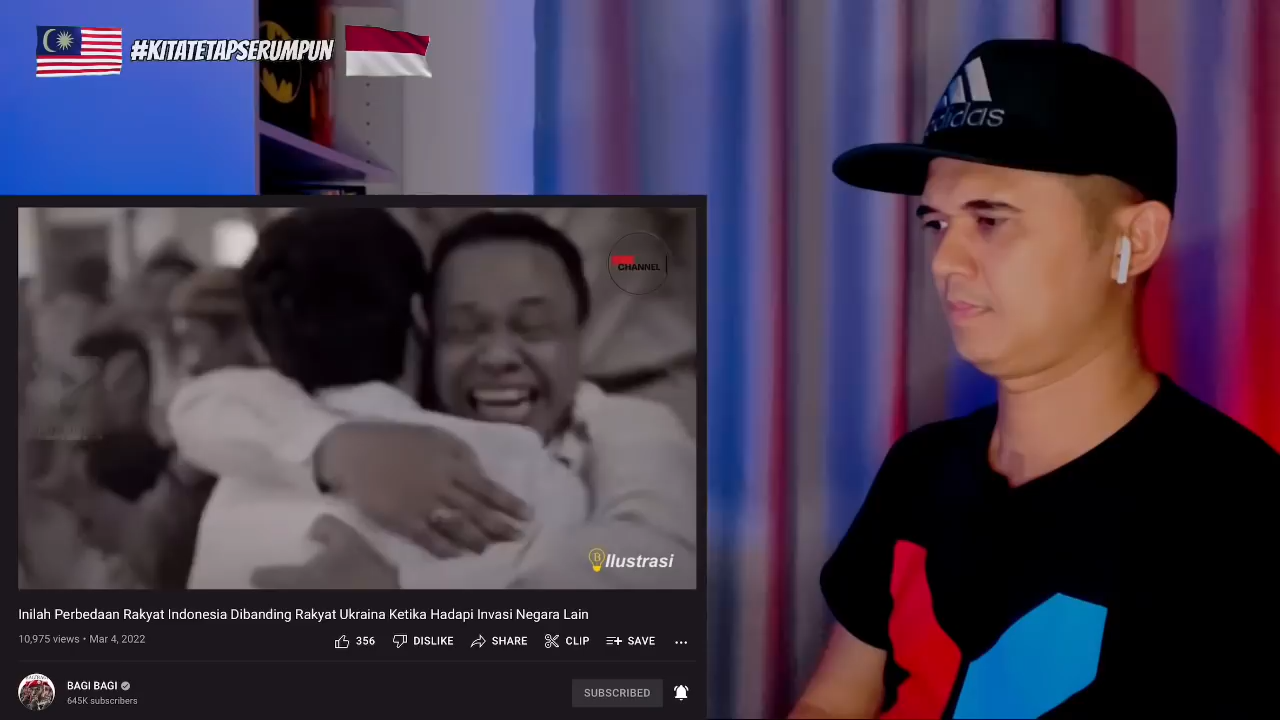 #KITATETAPSERUMPUN
adidas
CHANNEL
Ilustrasi
Inilah Perbedaan Rakyat Indonesia Dibanding Rakyat Ukraina Ketika Hadapi Invasi Negara Lain
10,975 views • Mar 4, 2022
356 DISLIKE SHARE CLIP SAVE ...
BAGI BAGI
645K subscribers
SUBSCRIBED